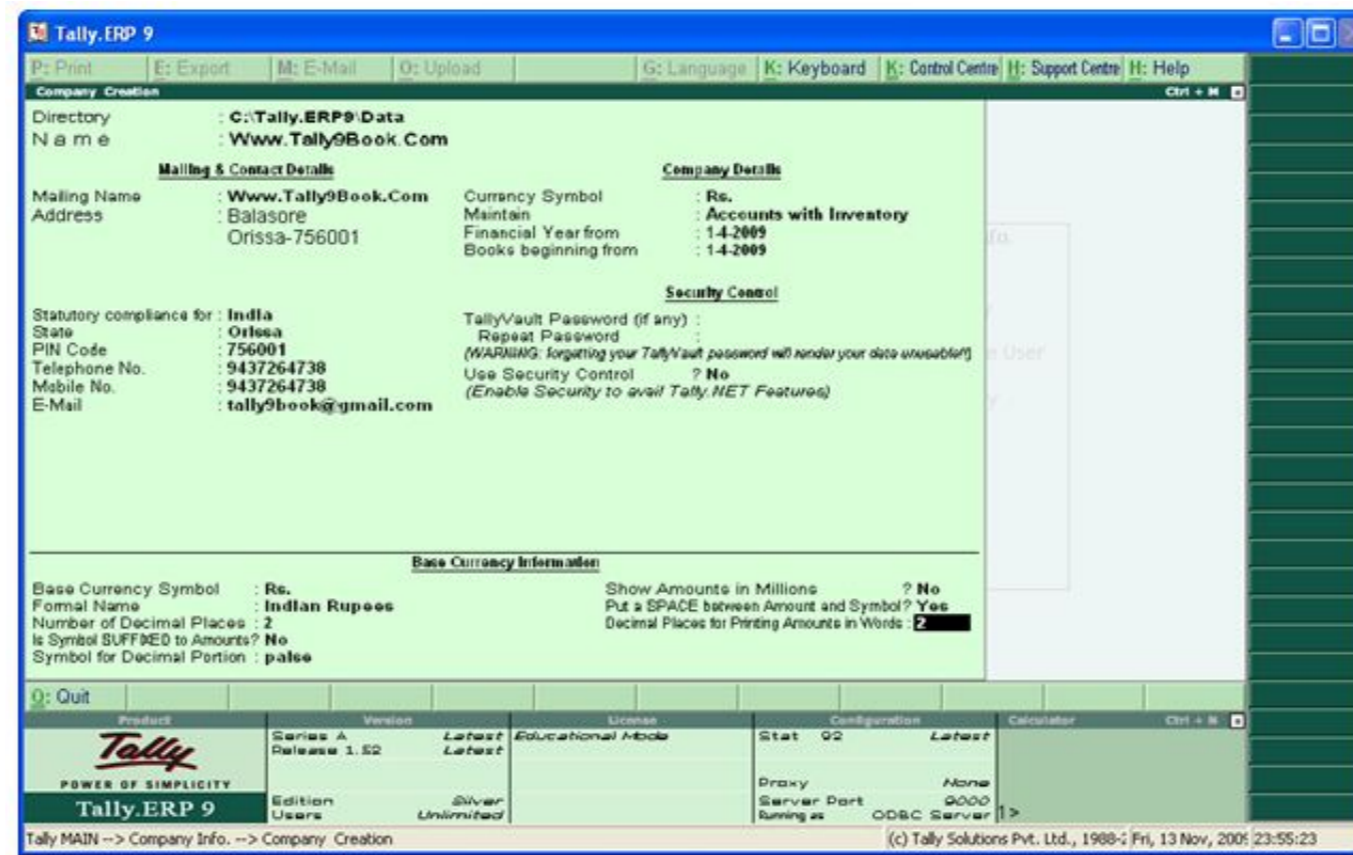 Tally.ERP 9
P: Print E: Export M: E-Mail O: Upload G: Language K: Keyboard K: Control Centre H: Support Centre H: Help
Company Creation Ctrl + M
Directory : C:\Tally.ERP9\Data
Name : Www.Tally9Book.Com
Mailing & Contact Details Company Details
Mailing Name : Www.Tally9Book.Com Currency Symbol : Rs.
Address : Balasore Maintain : Accounts with Inventory
Orissa-756001 Financial Year from : 1-4-2009
Books beginning from : 1-4-2009
Security Control
Statutory compliance for : India TallyVault Password (if any) :
State : Orissa Repeat Password :
PIN Code : 756001 (WARNING: forgetting your TallyVault password will render your data unusable!!)
Telephone No. : 9437264738 Use Security Control ? No
Mobile No. : 9437264738 (Enable Security to avail Tally.NET Features)
E-Mail : tally9book@gmail.com
Base Currency Information
Base Currency Symbol : Rs. Show Amounts in Millions ? No
Formal Name : Indian Rupees Put a SPACE between Amount and Symbol? Yes
Number of Decimal Places : 2 Decimal Places for Printing Amounts in Words : 2
Is Symbol SUFFIXED to Amounts? No
Symbol for Decimal Portion : paise
Q: Quit
Product Version License Configuration Calculator Ctrl + N
Tally Series A Latest Educational Mode Stat 92 Latest
Release 1.52 Latest
POWER OF SIMPLICITY Proxy None
Tally.ERP 9 Edition Silver Server Port 9000
Users Unlimited Running as ODBC Server 1>
Tally MAIN --> Company Info. --> Company Creation (c) Tally Solutions Pvt. Ltd., 1988-2 Fri, 13 Nov, 2009 23:55:23